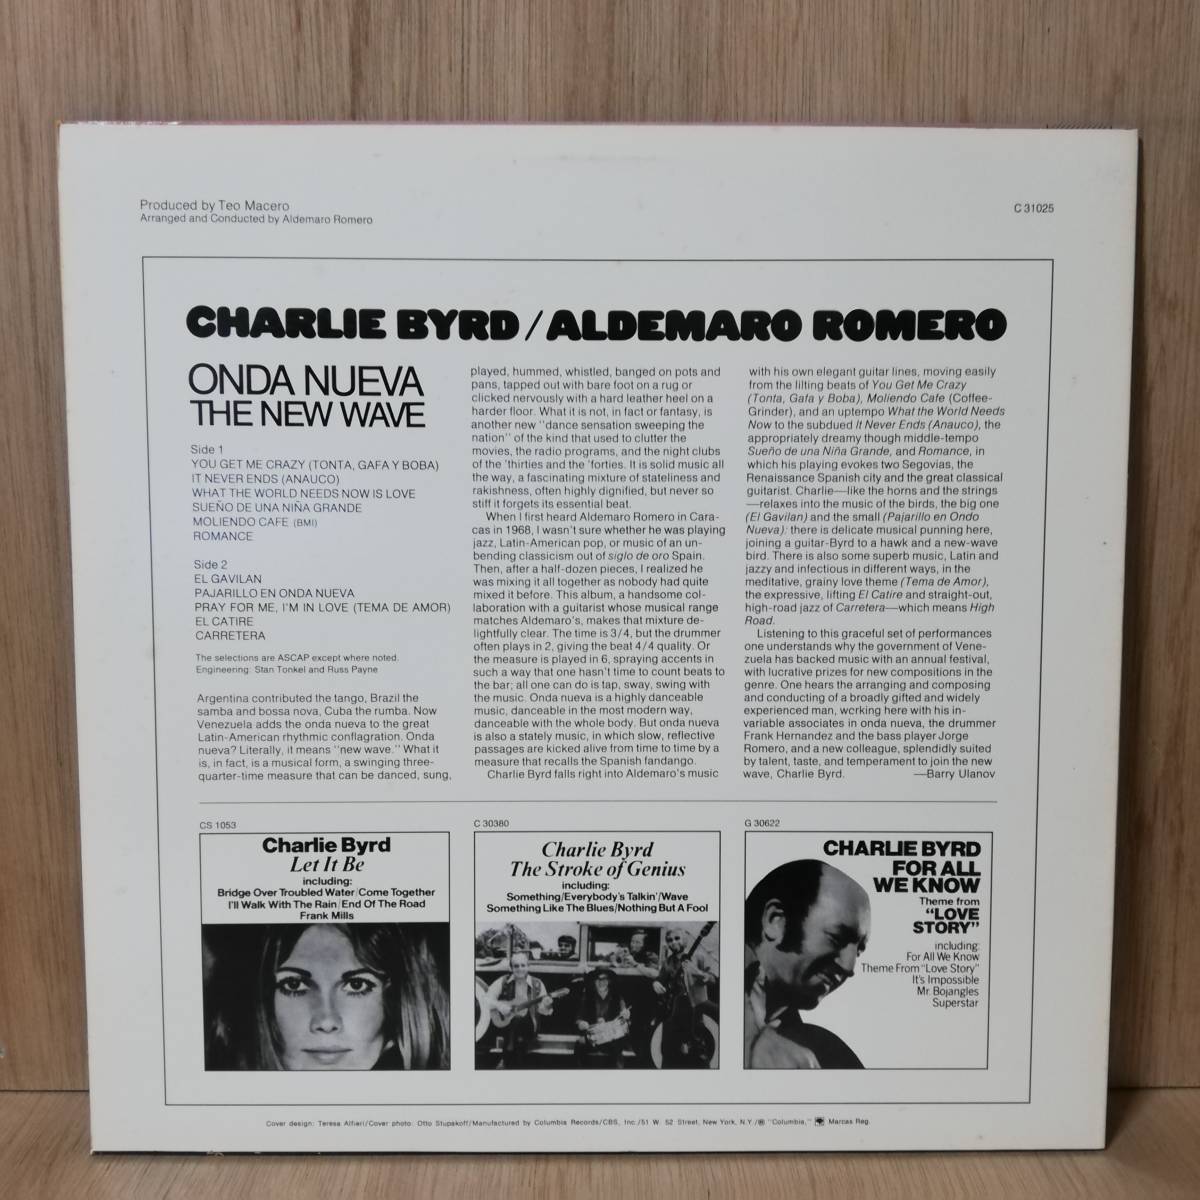 Produced by Teo Macero
Arranged and Conducted by Aldemaro Romero
C 31025
CHARLIE BYRD/ALDEMARO ROMERO
ONDA NUEVA
THE NEW WAVE
Side 1
YOU GET ME CRAZY (TONTA, GAFA Y BOBA)
IT NEVER ENDS (ANAUCO)
WHAT THE WORLD NEEDS NOW IS LOVE
SUEÑO DE UNA NIÑA GRANDE
MOLIENDO CAFE (BMI)
ROMANCE
Side 2
EL GAVILAN
PAJARILLO EN ONDA NUEVA
PRAY FOR ME, I'M IN LOVE (TEMA DE AMOR)
EL CATIRE
CARRETERA
The selections are ASCAP except where noted.
Engineering: Stan Tonkel and Russ Payne
Argentina contributed the tango, Brazil the
samba and bossa nova, Cuba the rumba. Now
Venezuela adds the onda nueva to the great
Latin-American rhythmic conflagration. Onda
nueva? Literally, it means "new wave." What it
is, in fact, is a musical form, a swinging three-
quarter-time measure that can be danced, sung,
played, hummed, whistled, banged on pots and
pans, tapped out with bare foot on a rug or
clicked nervously with a hard leather heel on a
harder floor. What it is not, in fact or fantasy, is
another new "dance sensation sweeping the
nation" of the kind that used to clutter the
movies, the radio programs, and the night clubs
of the 'thirties and the 'forties. It is solid music all
the way, a fascinating mixture of stateliness and
rakishness, often highly dignified, but never so
stiff it forgets its essential beat.
When I first heard Aldemaro Romero in Cara-
cas in 1968, I wasn't sure whether he was playing
jazz, Latin-American pop, or music of an un-
bending classicism out of siglo de oro Spain.
Then, after a half-dozen pieces, I realized he
was mixing it all together as nobody had quite
mixed it before. This album, a handsome col-
laboration with a guitarist whose musical range
matches Aldemaro's, makes that mixture de-
lightfully clear. The time is 3/4, but the drummer
often plays in 2, giving the beat 4/4 quality. Or
the measure is played in 6, spraying accents in
such a way that one hasn't time to count beats to
the bar; all one can do is tap, sway, swing with
the music. Onda nueva is a highly danceable
music, danceable in the most modern way,
danceable with the whole body. But onda nueva
is also a stately music, in which slow, reflective
passages are kicked alive from time to time by a
measure that recalls the Spanish fandango.
Charlie Byrd falls right into Aldemaro's music
with his own elegant guitar lines, moving easily
from the lilting beats of You Get Me Crazy
(Tonta, Gafa y Boba), Moliendo Cafe (Coffee-
Grinder), and an uptempo What the World Needs
Now to the subdued It Never Ends (Anauco), the
appropriately dreamy though middle-tempo
Sueño de una Niña Grande, and Romance, in
which his playing evokes two Segovias, the
Renaissance Spanish city and the great classical
guitarist. Charlie—like the horns and the strings
—relaxes into the music of the birds, the big one
(El Gavilan) and the small (Pajarillo en Ondo
Nueva): there is delicate musical punning here,
joining a guitar-Byrd to a hawk and a new-wave
bird. There is also some superb music, Latin and
jazzy and infectious in different ways, in the
meditative, grainy love theme (Tema de Amor),
the expressive, lifting El Catire and straight-out,
high-road jazz of Carretera—which means High
Road.
Listening to this graceful set of performances
one understands why the government of Vene-
zuela has backed music with an annual festival,
with lucrative prizes for new compositions in the
genre. One hears the arranging and composing
and conducting of a broadly gifted and widely
experienced man, working here with his in-
variable associates in onda nueva, the drummer
Frank Hernandez and the bass player Jorge
Romero, and a new colleague, splendidly suited
by talent, taste, and temperament to join the new
wave, Charlie Byrd. —Barry Ulanov
CS 1053
Charlie Byrd
Let It Be
including:
Bridge Over Troubled Water/Come Together
I'll Walk With The Rain/End Of The Road
Frank Mills
C 30380
Charlie Byrd
The Stroke of Genius
including:
Something/Everybody's Talkin'/Wave
Something Like The Blues/Nothing But A Fool
G 30622
CHARLIE BYRD
FOR ALL
WE KNOW
Theme from
"LOVE
STORY"
including:
For All We Know
Theme From "Love Story"
It's Impossible
Mr. Bojangles
Superstar
Cover design: Teresa Alfieri/Cover photo: Otto Stupakoff/Manufactured by Columbia Records/CBS, Inc./51 W. 52 Street, New York, N.Y./® "Columbia," Marcas Reg.